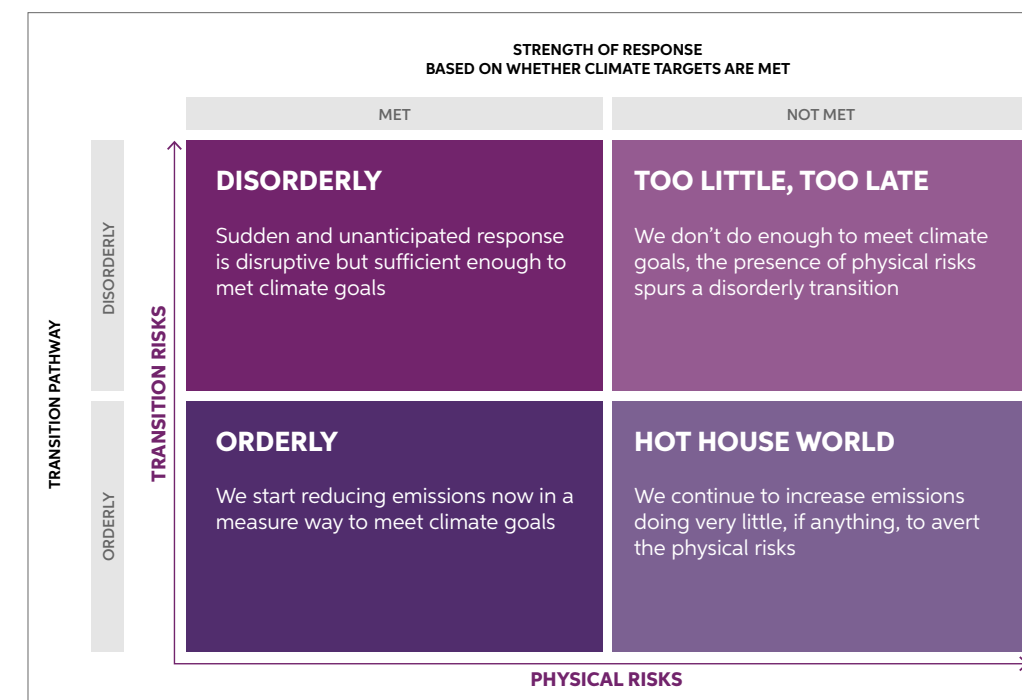 STRENGTH OF RESPONSE
BASED ON WHETHER CLIMATE TARGETS ARE MET
MET
NOT MET
TRANSITION PATHWAY
DISORDERLY
ORDERLY
TRANSITION RISKS
DISORDERLY
Sudden and unanticipated response
is disruptive but sufficient enough to
met climate goals
TOO LITTLE, TOO LATE
We don’t do enough to meet climate
goals, the presence of physical risks
spurs a disorderly transition
ORDERLY
We start reducing emissions now in a
measure way to meet climate goals
HOT HOUSE WORLD
We continue to increase emissions
doing very little, if anything, to avert
the physical risks
PHYSICAL RISKS